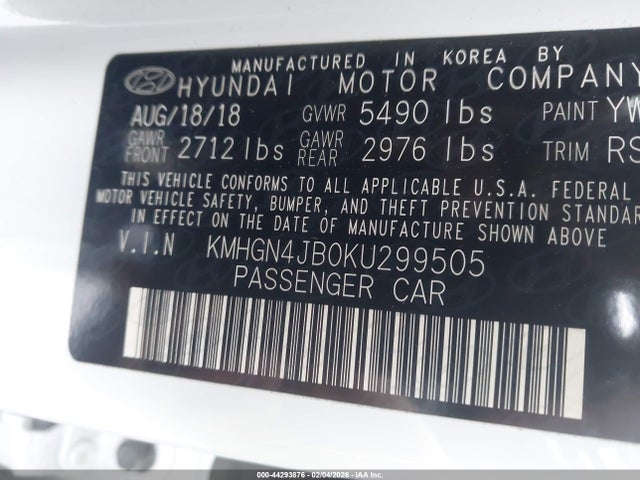 MANUFACTURED IN KOREA BY
HYUNDAI MOTOR COMPANY
AUG/18/18 GVWR 5490 lbs PAINT YW
GAWR FRONT 2712 lbs GAWR REAR 2976 lbs TRIM RS
THIS VEHICLE CONFORMS TO ALL APPLICABLE U.S.A. FEDERAL
MOTOR VEHICLE SAFETY, BUMPER, AND THEFT PREVENTION STANDAR
IN EFFECT ON THE DATE OF MANUFACTURE SHOWN ABOVE.
V.I.N KMHGN4JB0KU299505
PASSENGER CAR
000-44293876 - 02/04/2026 - IAA Inc.